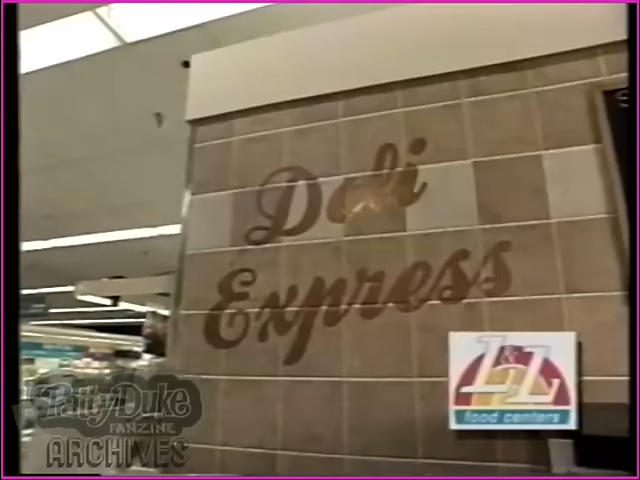 Deli
Express
L&L
food centers
Patty Duke
FANZINE
ARCHIVES